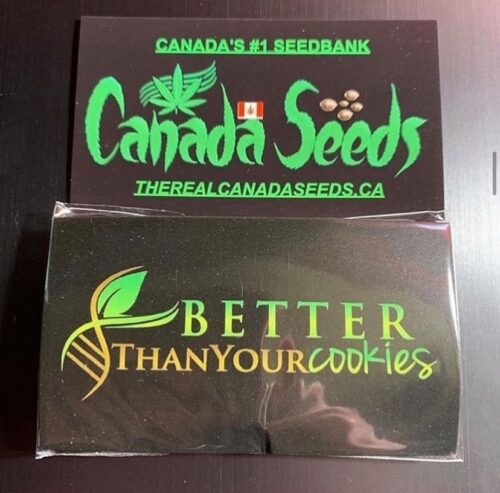 CANADA'S #1 SEEDBANK
Canada Seeds
THEREALCANADASEEDS.CA
BETTER
THANYOURcookies